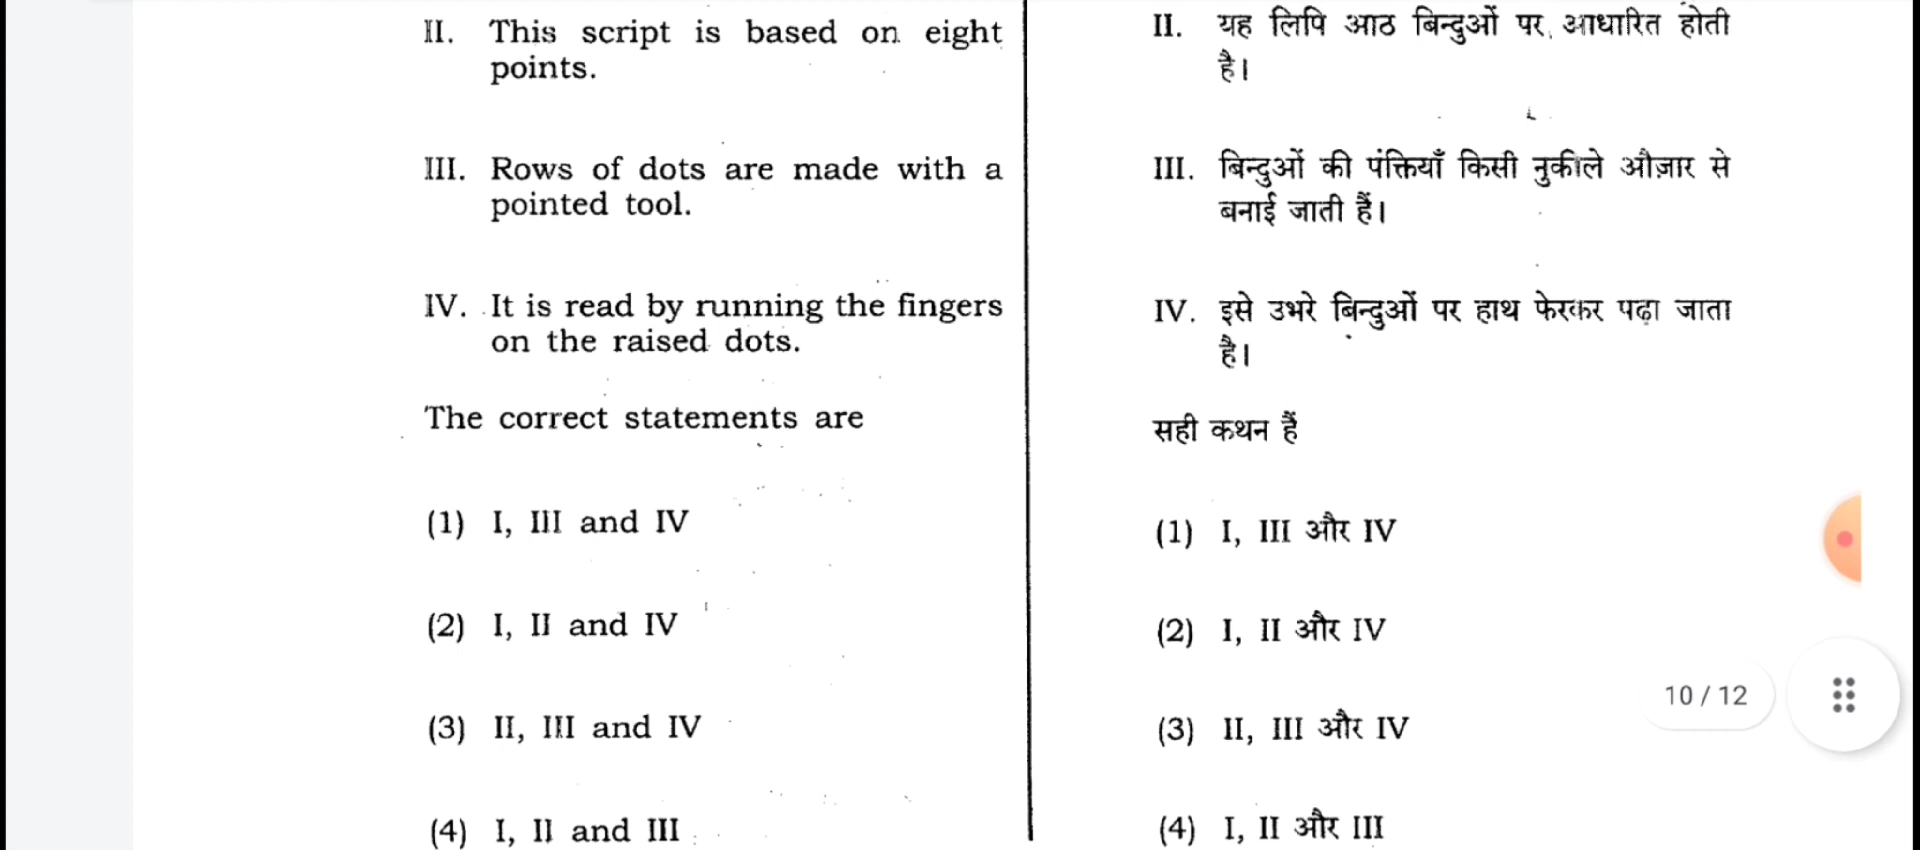 II. This script is based on eight
points.
III. Rows of dots are made with a
pointed tool.
IV. It is read by running the fingers
on the raised dots.
The correct statements are
(1) I, III and IV
(2) I, II and IV
(3) II, III and IV
(4) I, II and III
II. यह लिपि आठ बिन्दुओं पर आधारित होती
है।
III. बिन्दुओं की पंक्तियाँ किसी नुकीले औज़ार से
बनाई जाती हैं।
IV. इसे उभरे बिन्दुओं पर हाथ फेरकर पढ़ा जाता
है।
सही कथन हैं
(1) I, III और IV
(2) I, II और IV
(3) II, III और IV
(4) I, II और III
10 / 12